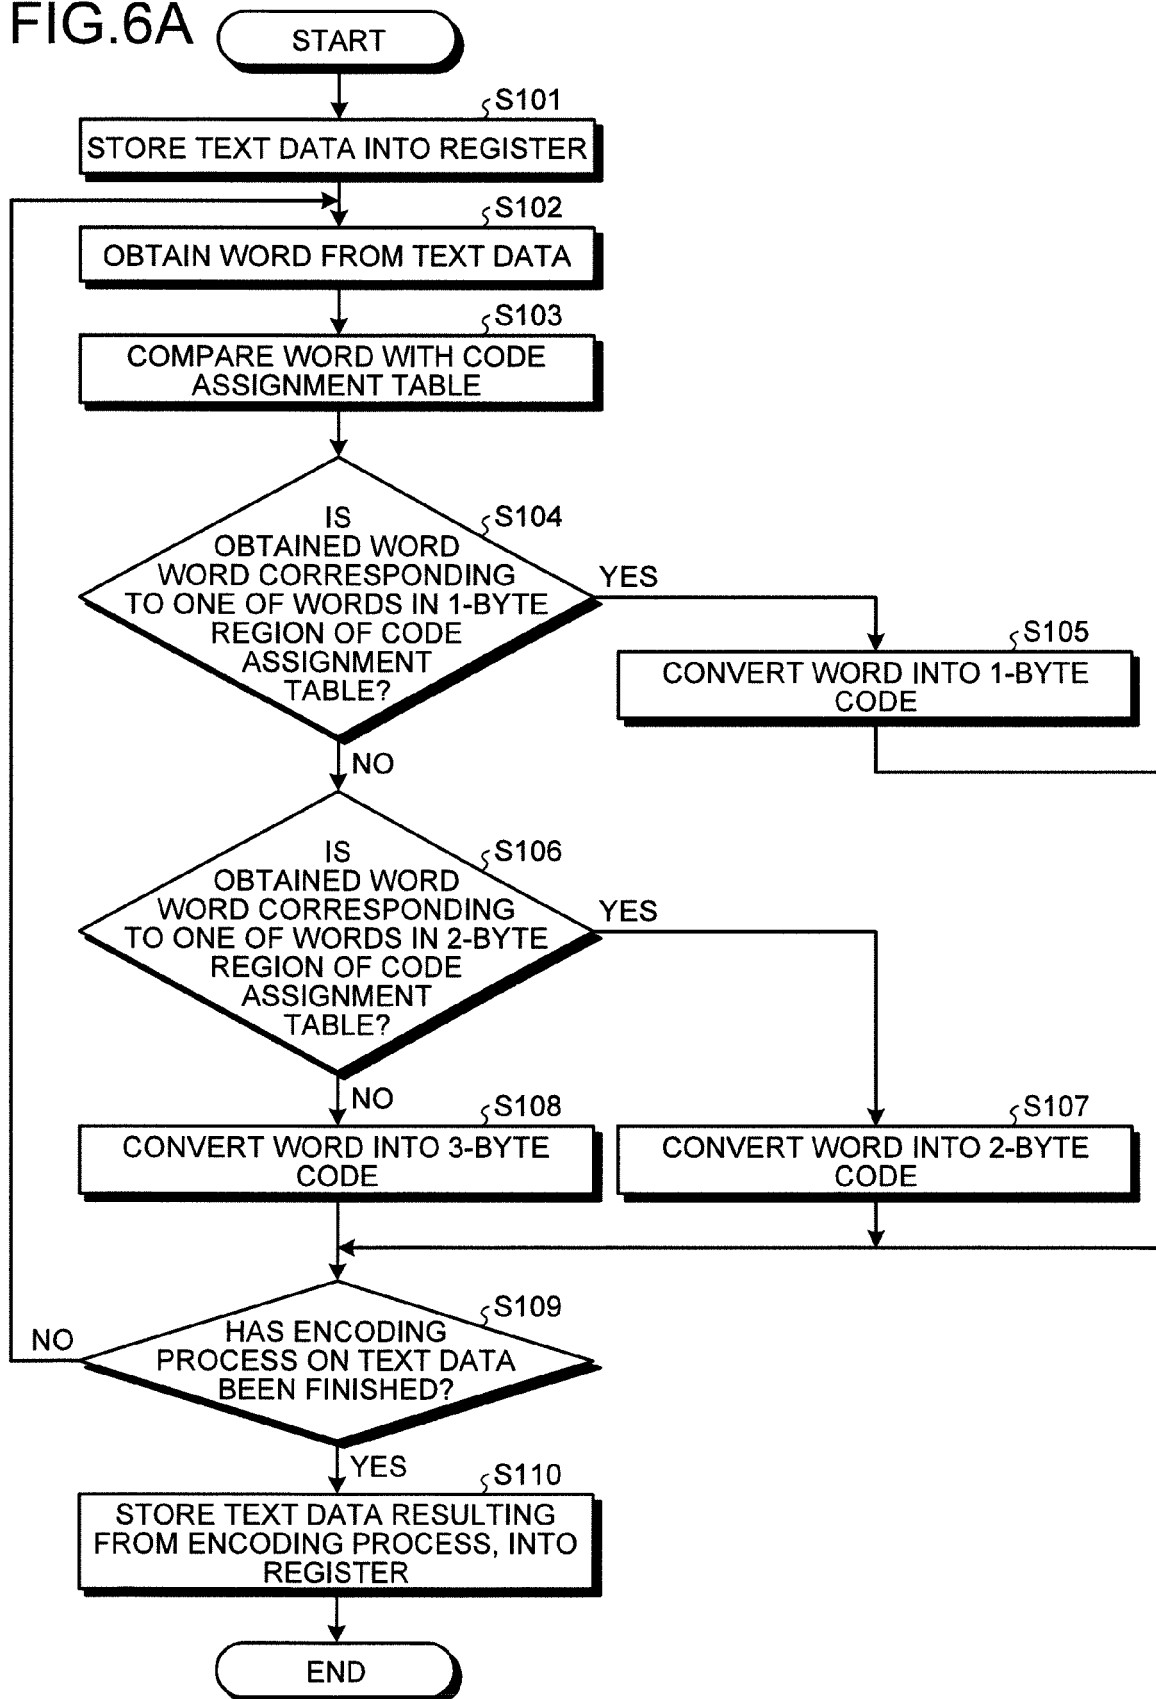 FIG.6A
START
S101
STORE TEXT DATA INTO REGISTER
S102
OBTAIN WORD FROM TEXT DATA
S103
COMPARE WORD WITH CODE
ASSIGNMENT TABLE
S104
IS
OBTAINED WORD
WORD CORRESPONDING
TO ONE OF WORDS IN 1-BYTE
REGION OF CODE
ASSIGNMENT
TABLE?
YES
S105
CONVERT WORD INTO 1-BYTE
CODE
NO
S106
IS
OBTAINED WORD
WORD CORRESPONDING
TO ONE OF WORDS IN 2-BYTE
REGION OF CODE
ASSIGNMENT
TABLE?
YES
NO
S108
CONVERT WORD INTO 3-BYTE
CODE
S107
CONVERT WORD INTO 2-BYTE
CODE
S109
HAS ENCODING
PROCESS ON TEXT DATA
BEEN FINISHED?
NO
YES
S110
STORE TEXT DATA RESULTING
FROM ENCODING PROCESS, INTO
REGISTER
END